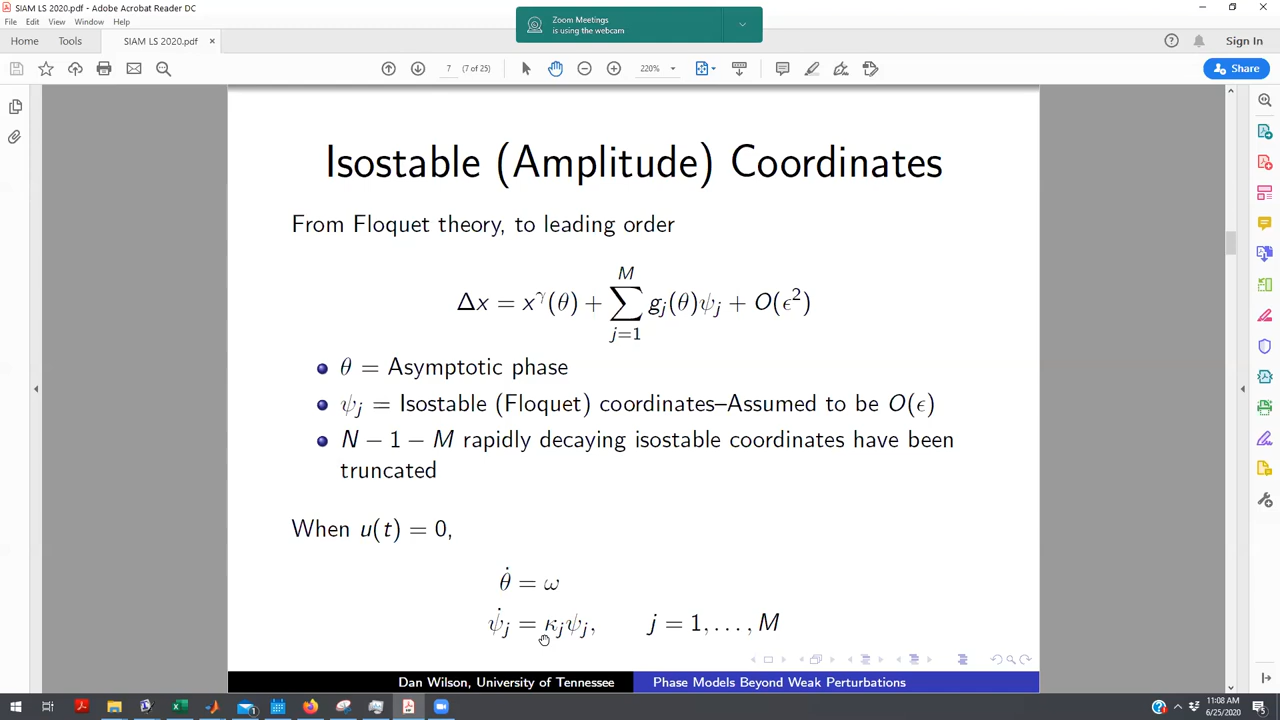 SIAM LS 2020.pdf - Adobe Acrobat Reader DC
File Edit View Window Help
Zoom Meetings
is using the webcam
Home Tools SIAM LS 2020.pdf × Sign In
7 (7 of 25) 220% Share
Isostable (Amplitude) Coordinates
From Floquet theory, to leading order
Δx = x^γ(θ) + ∑_{j=1}^{M} g_j(θ)ψ_j + O(ϵ²)
θ = Asymptotic phase
ψ_j = Isostable (Floquet) coordinates–Assumed to be O(ϵ)
N − 1 − M rapidly decaying isostable coordinates have been
truncated
When u(t) = 0,
θ̇ = ω
ψ̇_j = κ_jψ_j, j = 1, . . . , M
Dan Wilson, University of Tennessee Phase Models Beyond Weak Perturbations
11:08 AM
6/25/2020